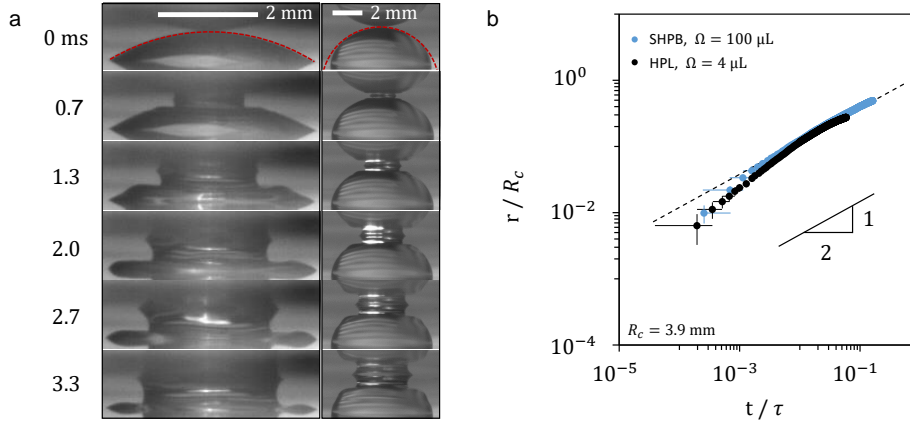 a
2 mm
2 mm
0 ms
0.7
1.3
2.0
2.7
3.3
b
SHPB, Ω = 100 μL
HPL, Ω = 4 μL
10⁰
10⁻²
10⁻⁴
r / R_c
1
2
R_c = 3.9 mm
10⁻⁵
10⁻³
10⁻¹
t / τ